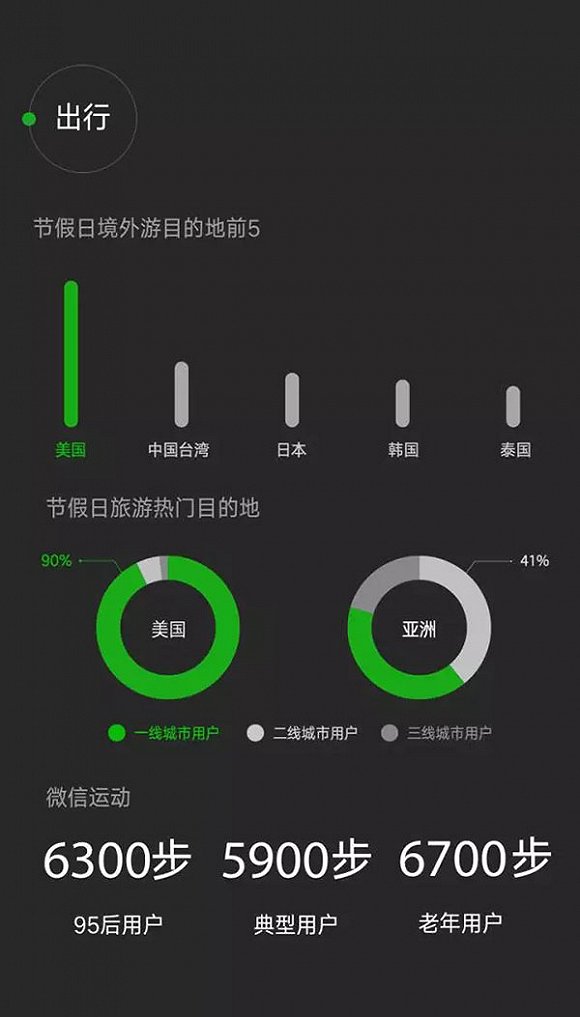 出行
节假日境外游目的地前5
美国 中国台湾 日本 韩国 泰国
节假日旅游热门目的地
90% 41%
美国 亚洲
一线城市用户 二线城市用户 三线城市用户
微信运动
6300步 5900步 6700步
95后用户 典型用户 老年用户